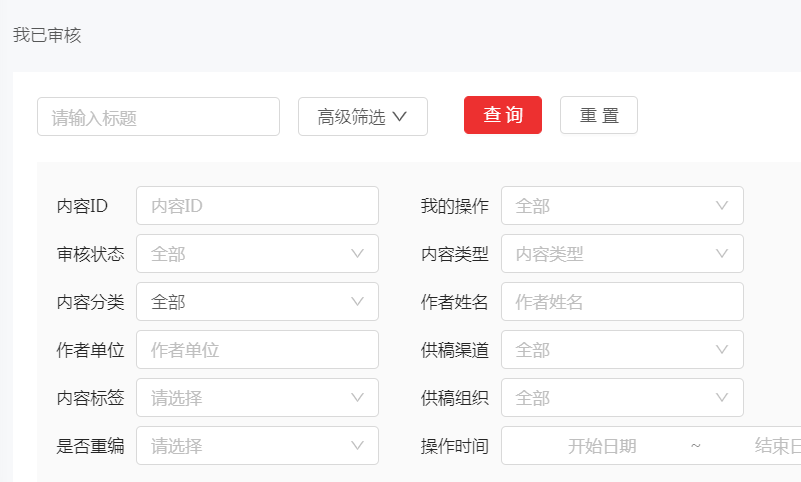 我已审核
请输入标题 高级筛选 查 询 重 置
内容ID 内容ID 我的操作 全部
审核状态 全部 内容类型 内容类型
内容分类 全部 作者姓名 作者姓名
作者单位 作者单位 供稿渠道 全部
内容标签 请选择 供稿组织 全部
是否重编 请选择 操作时间 开始日期 ~ 结束日